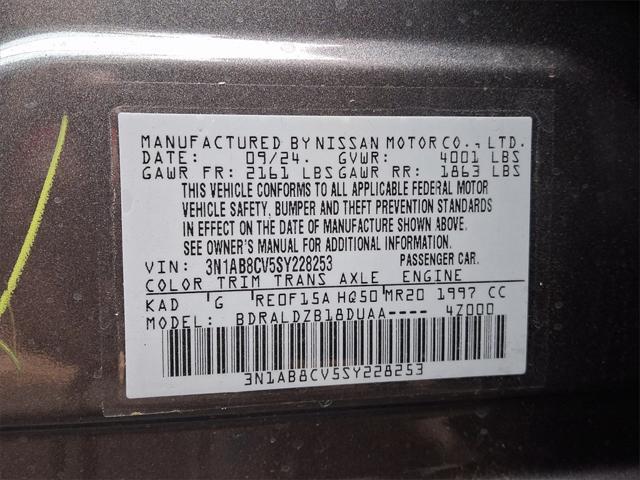 MANUFACTURED BY NISSAN MOTOR CO., LTD.
DATE: 09/24. GVWR: 4001 LBS
GAWR FR: 2161 LBS GAWR RR: 1863 LBS
THIS VEHICLE CONFORMS TO ALL APPLICABLE FEDERAL MOTOR
VEHICLE SAFETY, BUMPER AND THEFT PREVENTION STANDARDS
IN EFFECT ON THE DATE OF MANUFACTURE SHOWN ABOVE.
SEE OWNER'S MANUAL FOR ADDITIONAL INFORMATION.
VIN: 3N1AB8CV5SY228253 PASSENGER CAR.
COLOR TRIM TRANS AXLE ENGINE
KAD G RE0F15A HQ50 MR20 1997 CC
MODEL: BDRALDZB18DUAA---- 4Z000
3N1AB8CV5SY228253